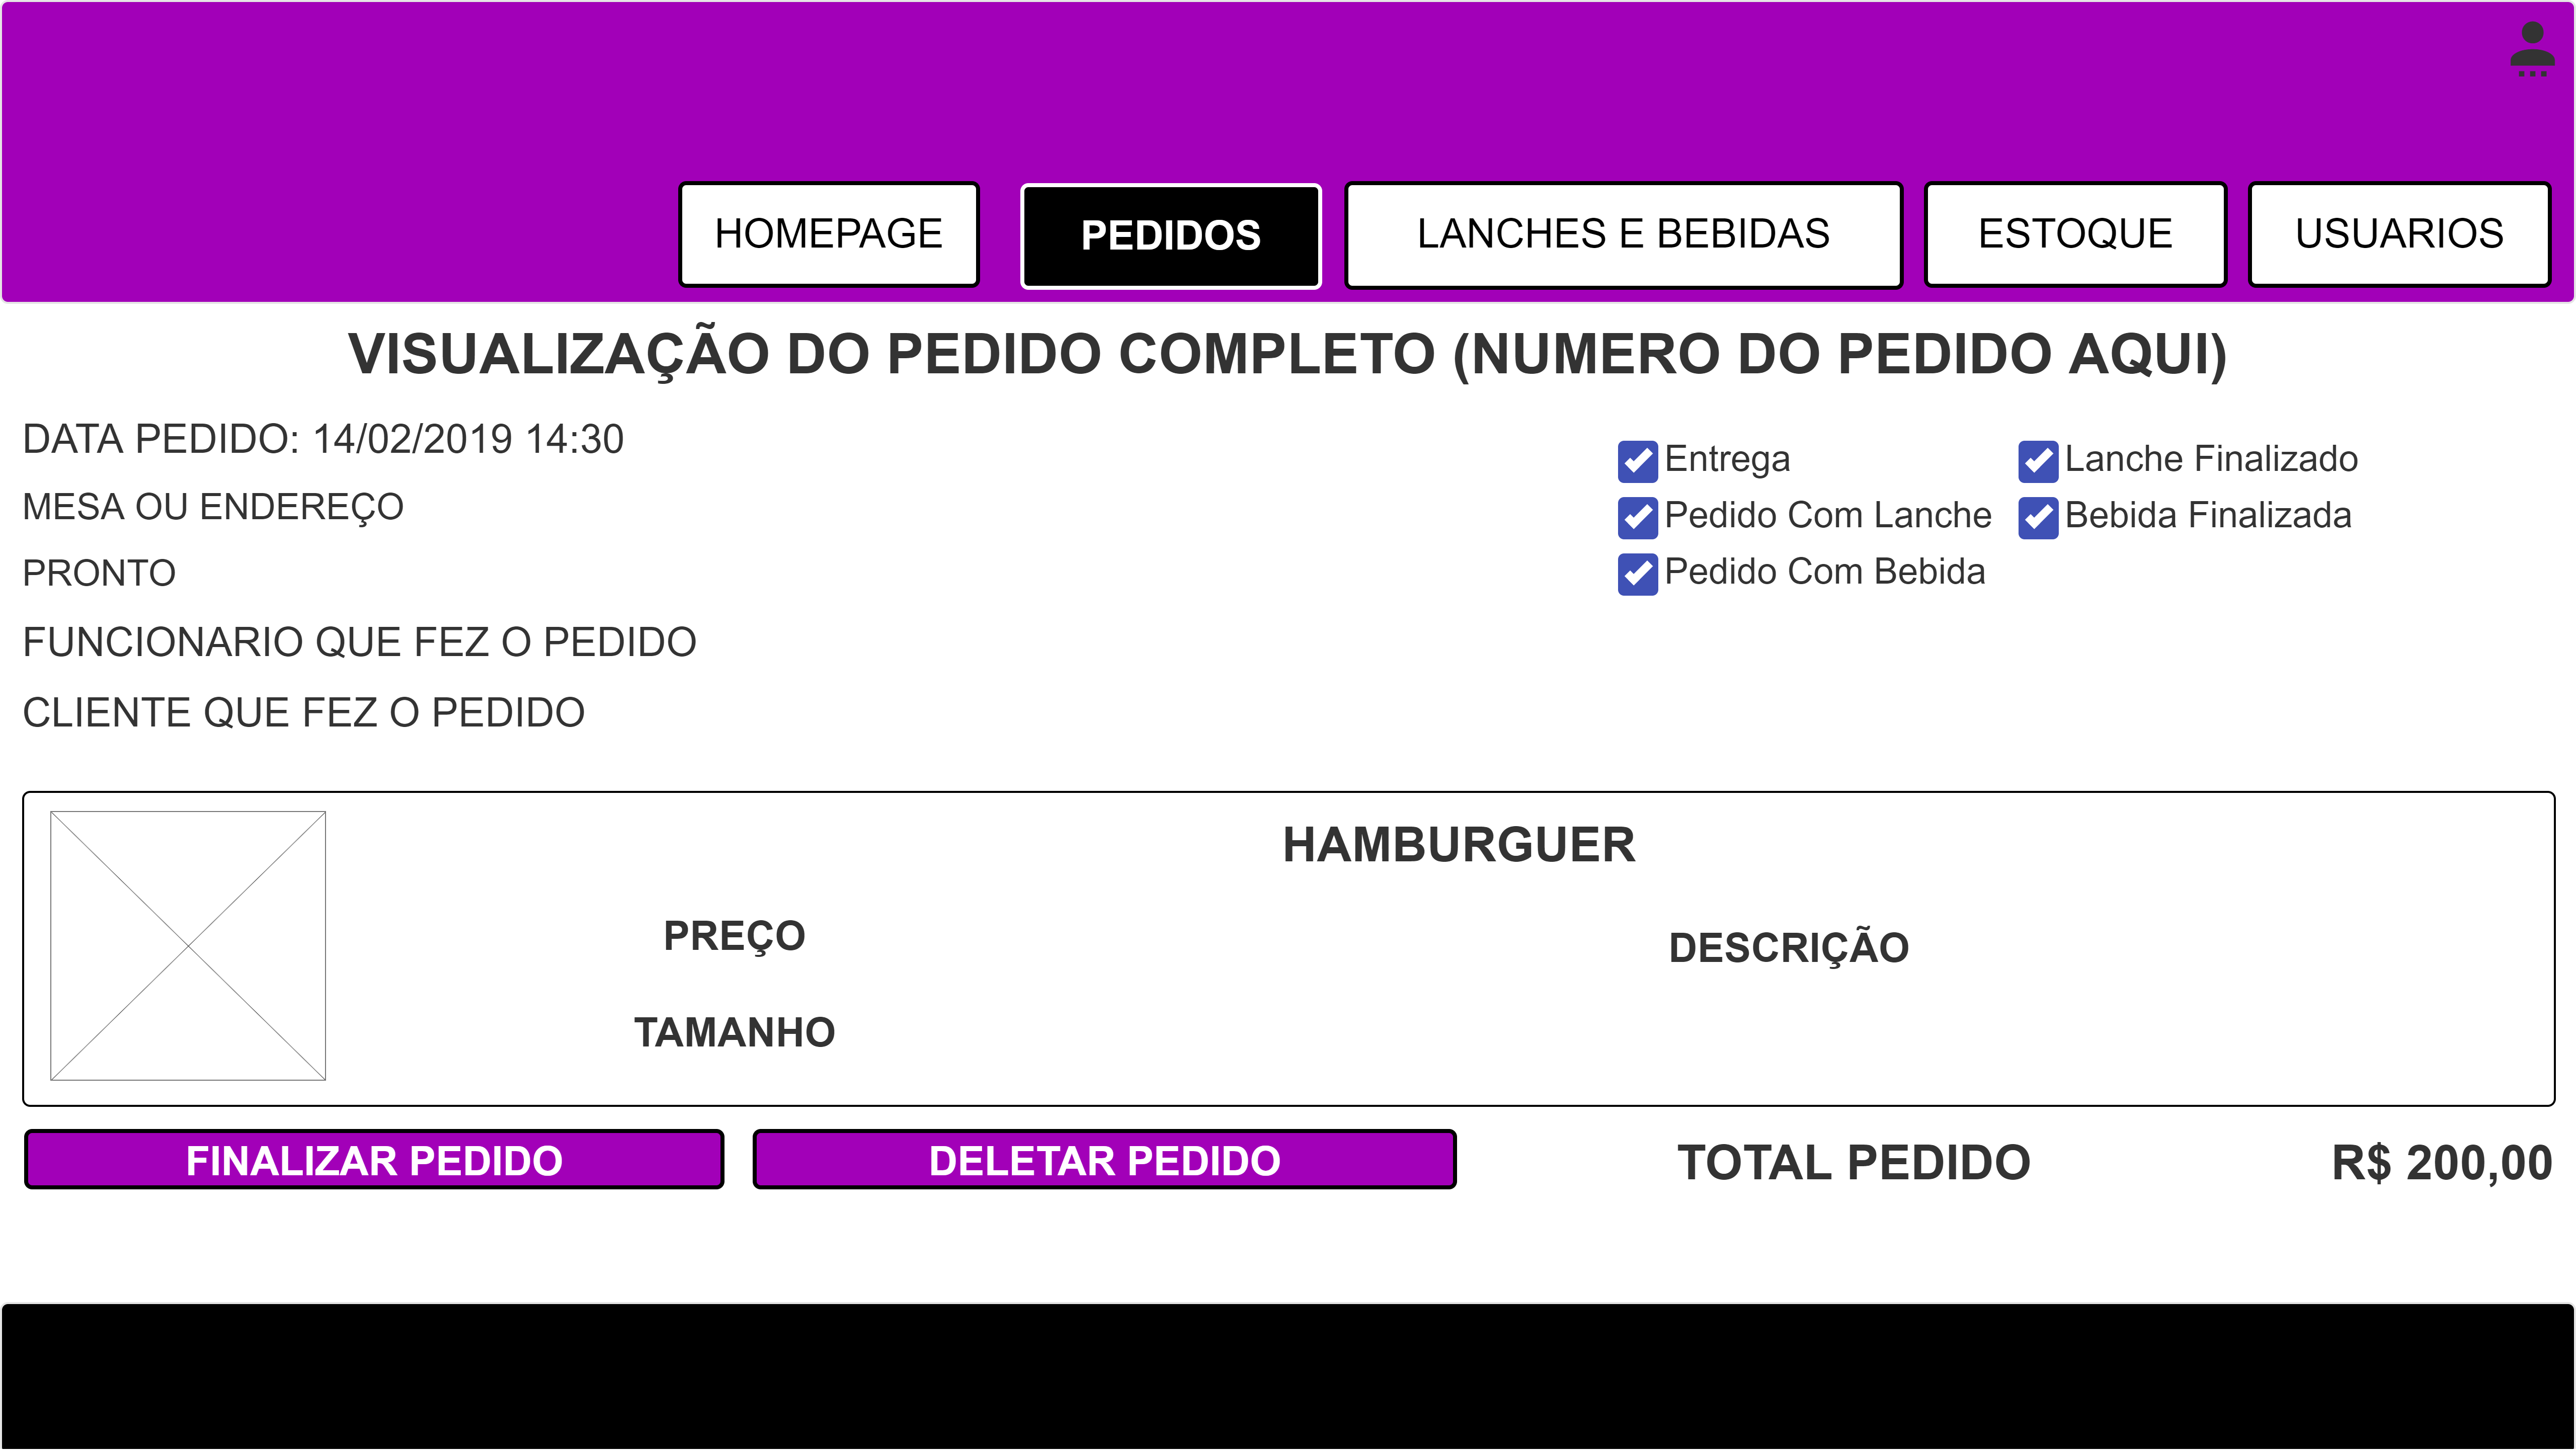 HOMEPAGE
PEDIDOS
LANCHES E BEBIDAS
ESTOQUE
USUARIOS
VISUALIZAÇÃO DO PEDIDO COMPLETO (NUMERO DO PEDIDO AQUI)
DATA PEDIDO: 14/02/2019 14:30
MESA OU ENDEREÇO
PRONTO
FUNCIONARIO QUE FEZ O PEDIDO
CLIENTE QUE FEZ O PEDIDO
Entrega
Pedido Com Lanche
Pedido Com Bebida
Lanche Finalizado
Bebida Finalizada
HAMBURGUER
PREÇO
TAMANHO
DESCRIÇÃO
FINALIZAR PEDIDO
DELETAR PEDIDO
TOTAL PEDIDO
R$ 200,00